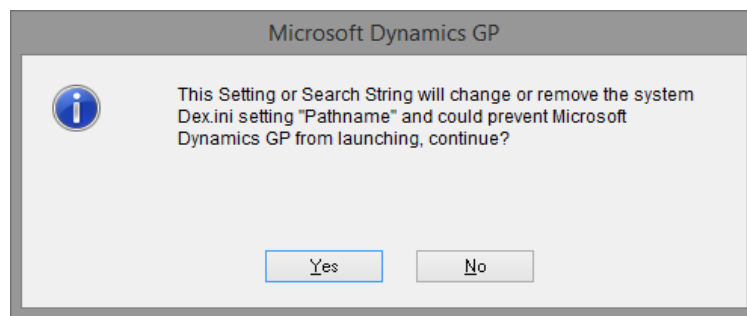 Microsoft Dynamics GP
This Setting or Search String will change or remove the system
Dex.ini setting "Pathname" and could prevent Microsoft
Dynamics GP from launching, continue?
Yes
No